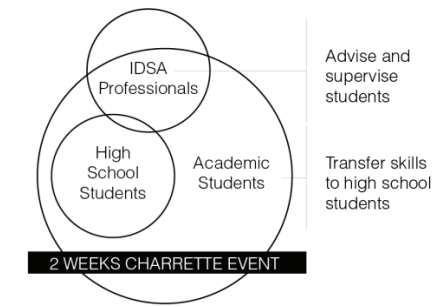 IDSA
Professionals
Advise and
supervise
students
High
School
Students
Academic
Students
Transfer skills
to high school
students
2 WEEKS CHARRETTE EVENT